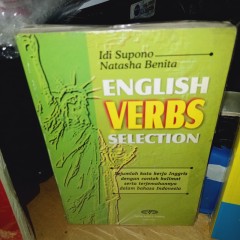 Idi Supono
Natasha Benita
ENGLISH
VERBS
SELECTION
Sejumlah kata kerja Inggris
dengan contoh kalimat
serta terjemahannya
dalam bahasa Indonesia